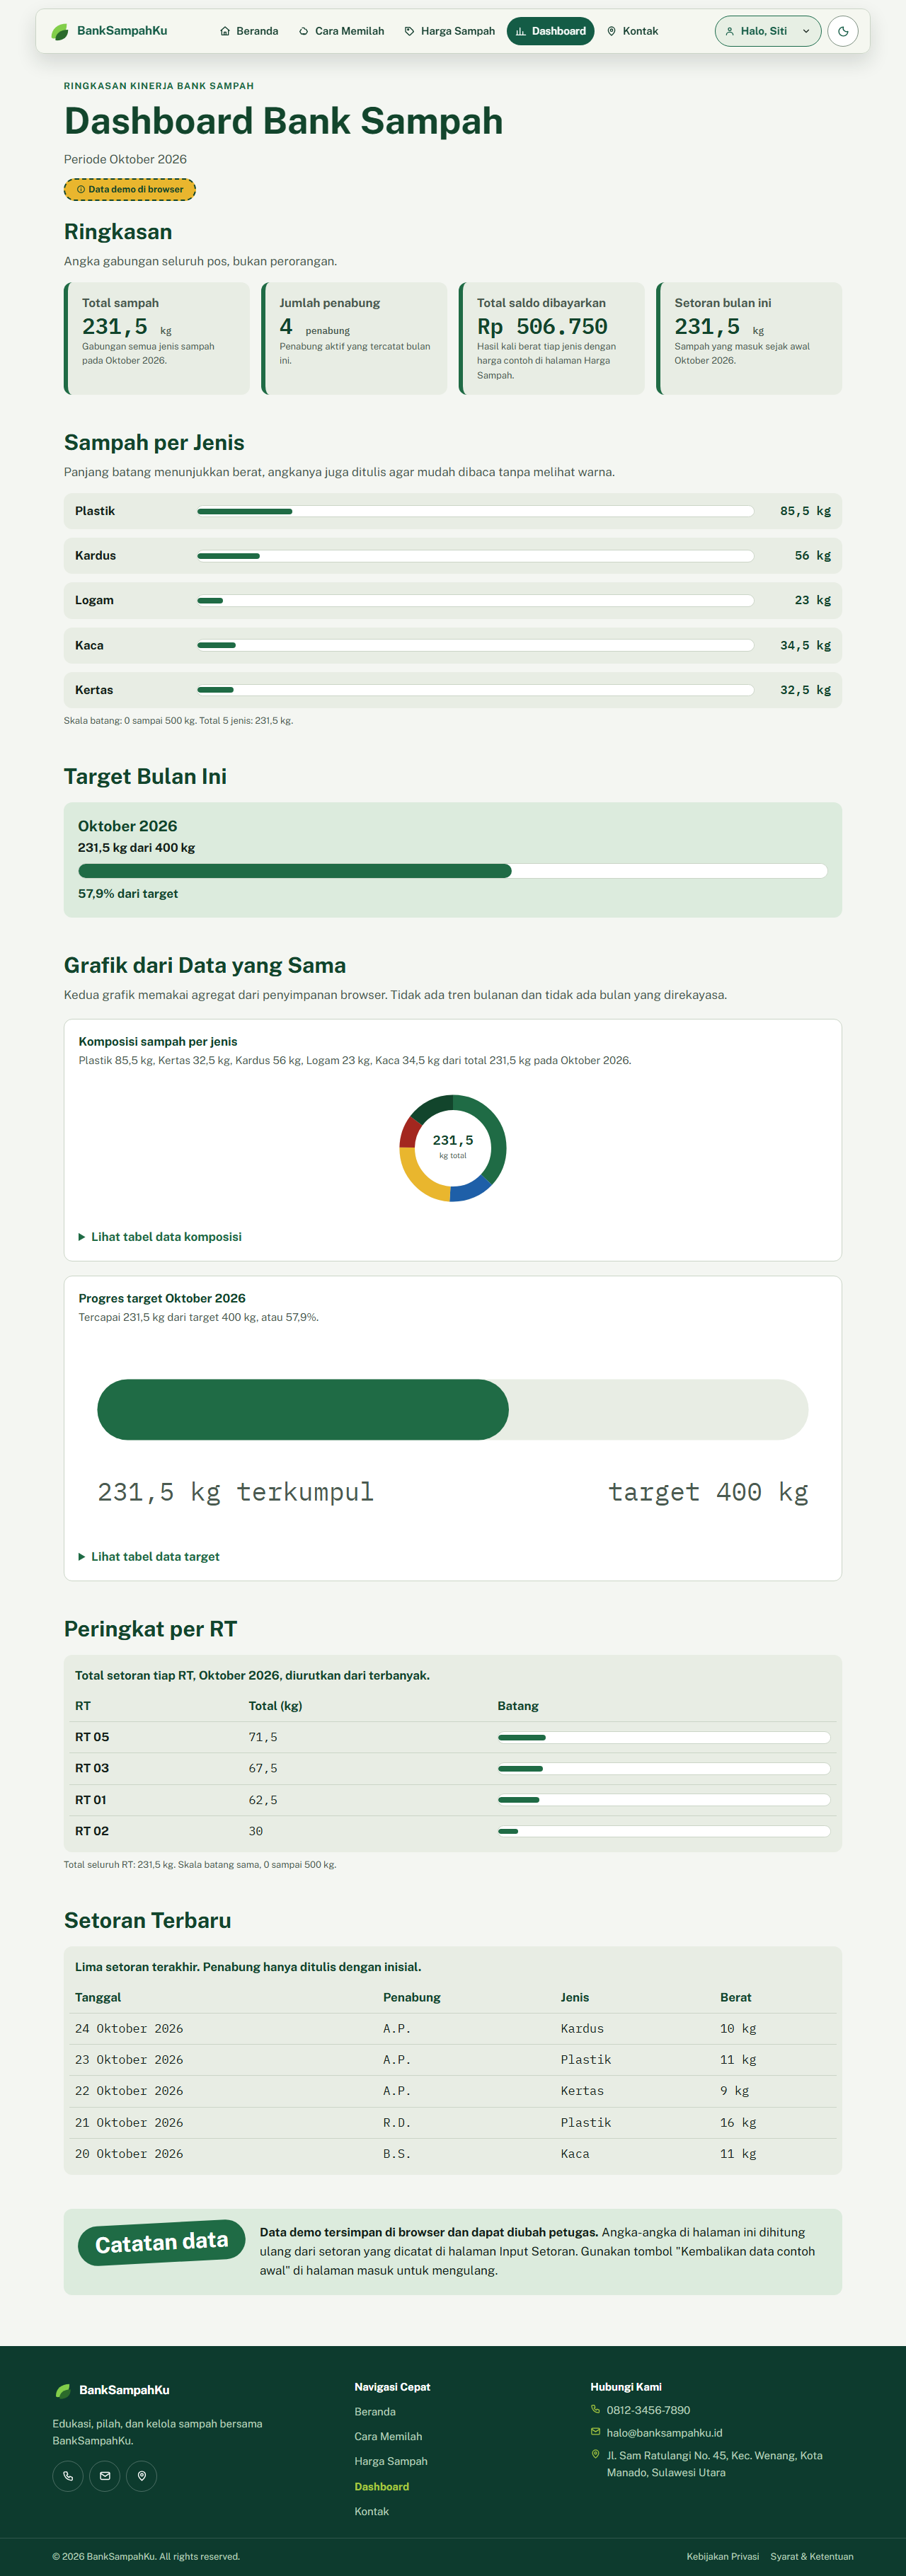 BankSampahKu
Beranda
Cara Memilah
Harga Sampah
Dashboard
Kontak
Halo, Siti
RINGKASAN KINERJA BANK SAMPAH
Dashboard Bank Sampah
Periode Oktober 2026
Data demo di browser
Ringkasan
Angka gabungan seluruh pos, bukan perorangan.
Total sampah
231,5 kg
Gabungan semua jenis sampah
pada Oktober 2026.
Jumlah penabung
4 penabung
Penabung aktif yang tercatat bulan
ini.
Total saldo dibayarkan
Rp 506.750
Hasil kali berat tiap jenis dengan
harga contoh di halaman Harga
Sampah.
Setoran bulan ini
231,5 kg
Sampah yang masuk sejak awal
Oktober 2026.
Sampah per Jenis
Panjang batang menunjukkan berat, angkanya juga ditulis agar mudah dibaca tanpa melihat warna.
Plastik 85,5 kg
Kardus 56 kg
Logam 23 kg
Kaca 34,5 kg
Kertas 32,5 kg
Skala batang: 0 sampai 500 kg. Total 5 jenis: 231,5 kg.
Target Bulan Ini
Oktober 2026
231,5 kg dari 400 kg
57,9% dari target
Grafik dari Data yang Sama
Kedua grafik memakai agregat dari penyimpanan browser. Tidak ada tren bulanan dan tidak ada bulan yang direkayasa.
Komposisi sampah per jenis
Plastik 85,5 kg, Kertas 32,5 kg, Kardus 56 kg, Logam 23 kg, Kaca 34,5 kg dari total 231,5 kg pada Oktober 2026.
231,5
kg total
Lihat tabel data komposisi
Progres target Oktober 2026
Tercapai 231,5 kg dari target 400 kg, atau 57,9%.
231,5 kg terkumpul target 400 kg
Lihat tabel data target
Peringkat per RT
Total setoran tiap RT, Oktober 2026, diurutkan dari terbanyak.
RT Total (kg) Batang
RT 05 71,5
RT 03 67,5
RT 01 62,5
RT 02 30
Total seluruh RT: 231,5 kg. Skala batang sama, 0 sampai 500 kg.
Setoran Terbaru
Lima setoran terakhir. Penabung hanya ditulis dengan inisial.
Tanggal Penabung Jenis Berat
24 Oktober 2026 A.P. Kardus 10 kg
23 Oktober 2026 A.P. Plastik 11 kg
22 Oktober 2026 A.P. Kertas 9 kg
21 Oktober 2026 R.D. Plastik 16 kg
20 Oktober 2026 B.S. Kaca 11 kg
Catatan data
Data demo tersimpan di browser dan dapat diubah petugas. Angka-angka di halaman ini dihitung
ulang dari setoran yang dicatat di halaman Input Setoran. Gunakan tombol "Kembalikan data contoh
awal" di halaman masuk untuk mengulang.
BankSampahKu
Edukasi, pilah, dan kelola sampah bersama
BankSampahKu.
Navigasi Cepat
Beranda
Cara Memilah
Harga Sampah
Dashboard
Kontak
Hubungi Kami
0812-3456-7890
halo@banksampahku.id
Jl. Sam Ratulangi No. 45, Kec. Wenang, Kota
Manado, Sulawesi Utara
© 2026 BankSampahKu. All rights reserved.
Kebijakan Privasi Syarat & Ketentuan